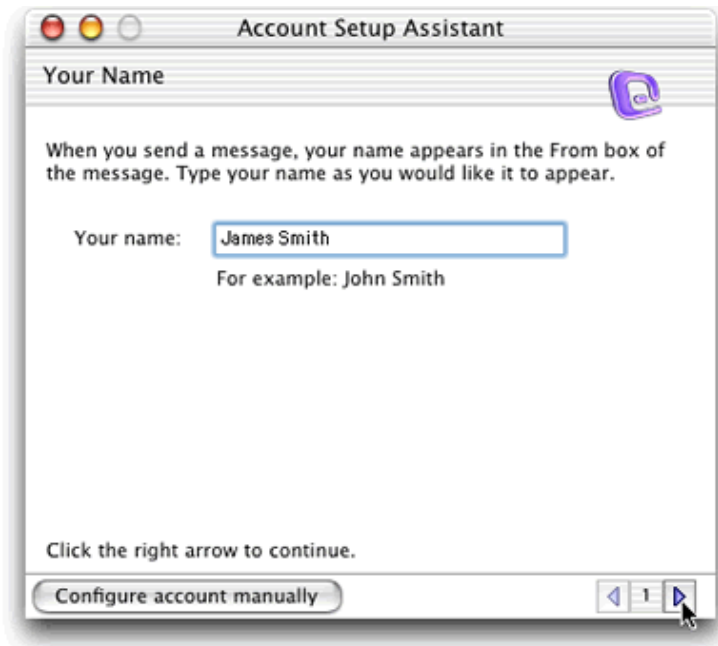 Account Setup Assistant
Your Name
When you send a message, your name appears in the From box of
the message. Type your name as you would like it to appear.
Your name: James Smith
For example: John Smith
Click the right arrow to continue.
Configure account manually 1